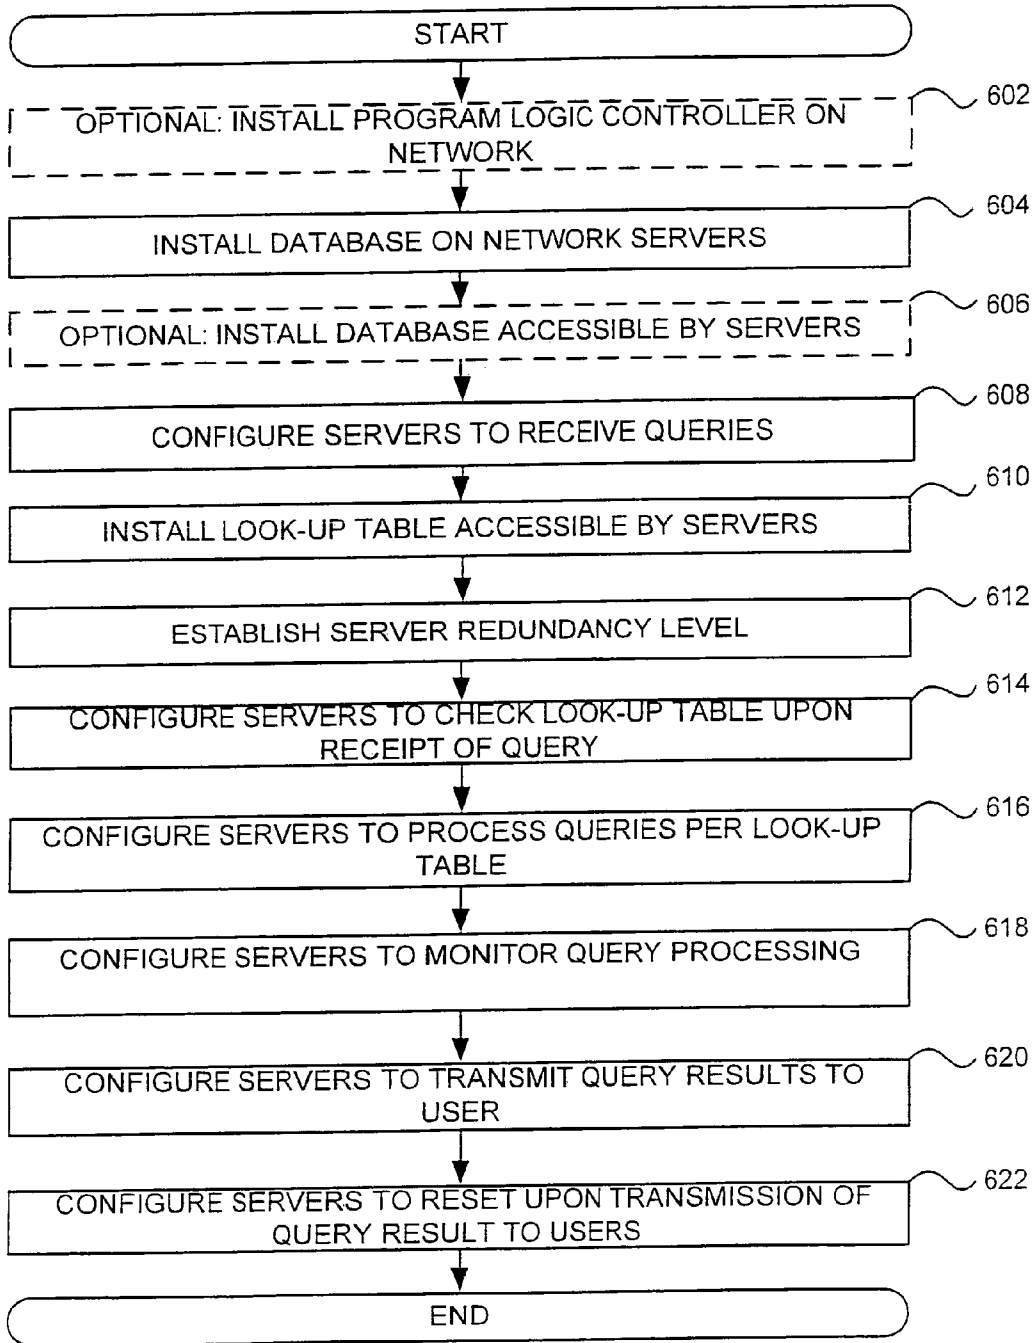 START
602
OPTIONAL: INSTALL PROGRAM LOGIC CONTROLLER ON
NETWORK
604
INSTALL DATABASE ON NETWORK SERVERS
606
OPTIONAL: INSTALL DATABASE ACCESSIBLE BY SERVERS
608
CONFIGURE SERVERS TO RECEIVE QUERIES
610
INSTALL LOOK-UP TABLE ACCESSIBLE BY SERVERS
612
ESTABLISH SERVER REDUNDANCY LEVEL
614
CONFIGURE SERVERS TO CHECK LOOK-UP TABLE UPON
RECEIPT OF QUERY
616
CONFIGURE SERVERS TO PROCESS QUERIES PER LOOK-UP
TABLE
618
CONFIGURE SERVERS TO MONITOR QUERY PROCESSING
620
CONFIGURE SERVERS TO TRANSMIT QUERY RESULTS TO
USER
622
CONFIGURE SERVERS TO RESET UPON TRANSMISSION OF
QUERY RESULT TO USERS
END